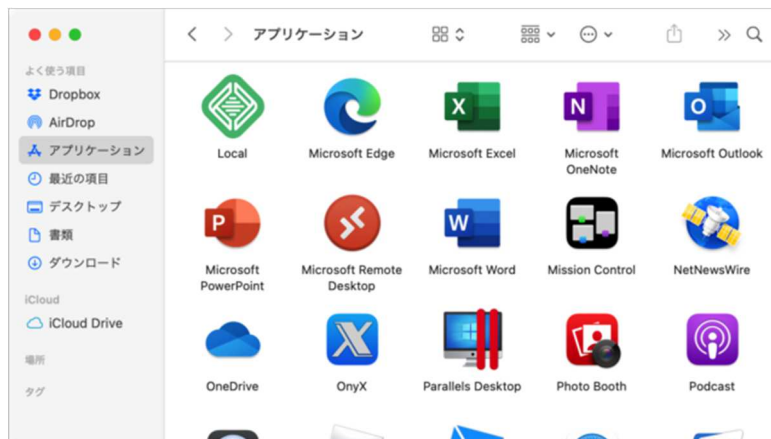 アプリケーション
よく使う項目
Dropbox
AirDrop
アプリケーション
最近の項目
デスクトップ
書類
ダウンロード
iCloud
iCloud Drive
場所
タグ
Local
Microsoft Edge
X
Microsoft Excel
N
Microsoft
OneNote
O
Microsoft Outlook
P
Microsoft
PowerPoint
Microsoft Remote
Desktop
W
Microsoft Word
Mission Control
NetNewsWire
OneDrive
X
OnyX
Parallels Desktop
Photo Booth
Podcast